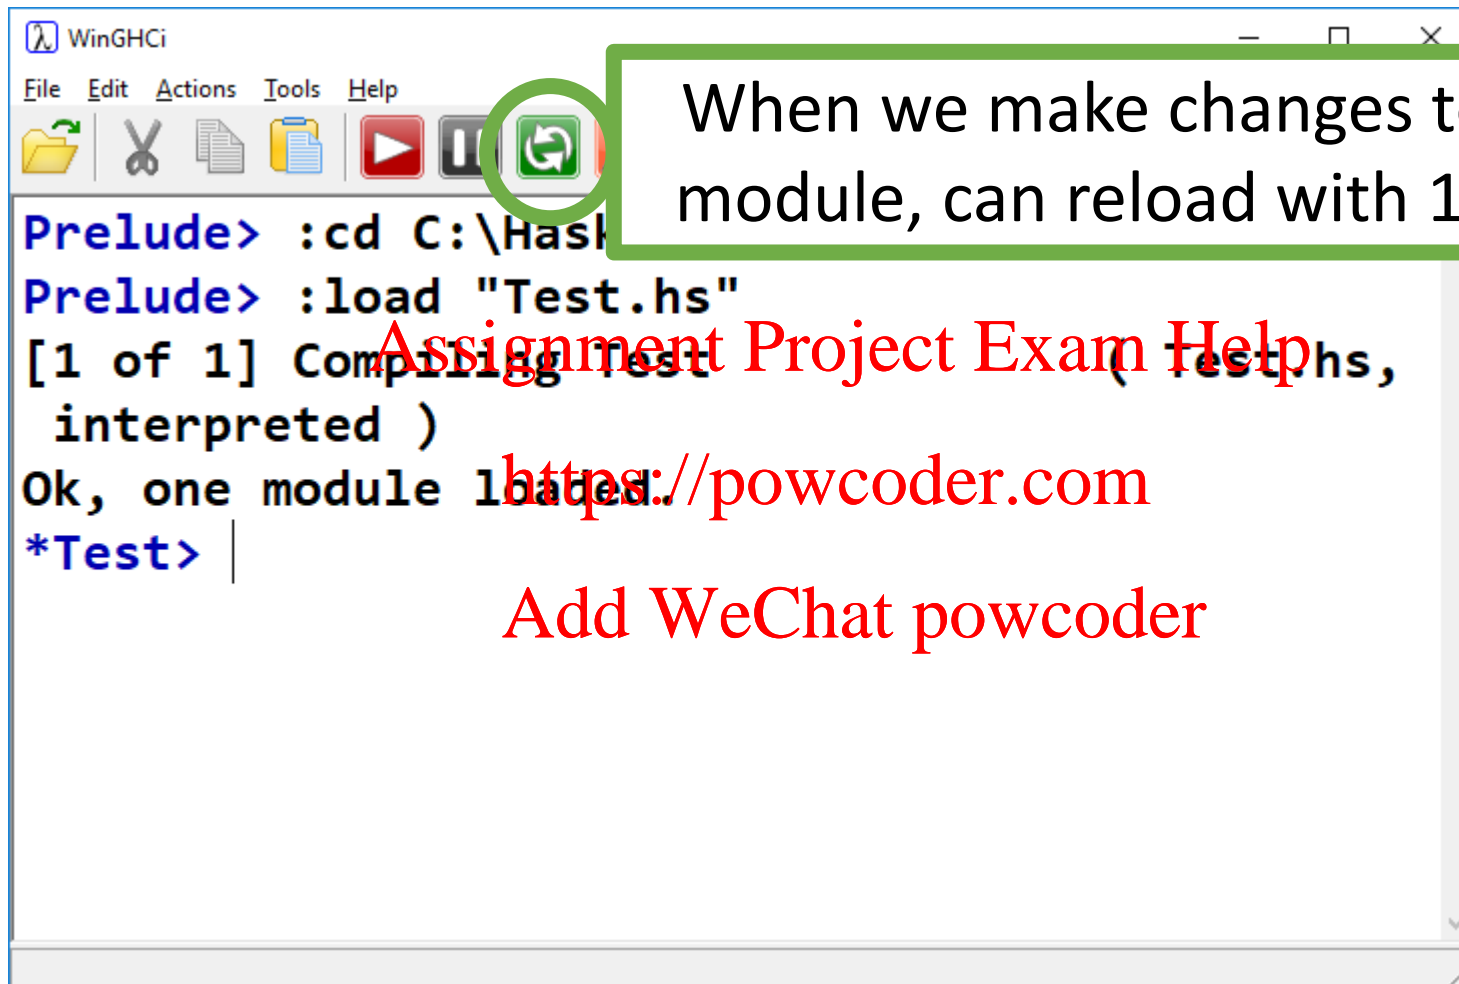 WinGHCi
File Edit Actions Tools Help
When we make changes
module, can reload with 1
Prelude> :cd C:\Hask
Prelude> :load "Test.hs"
[1 of 1] Compiling Test ( Test.hs,
interpreted )
Ok, one module loaded.
*Test>
Assignment Project Exam Help
https://powcoder.com
Add WeChat powcoder